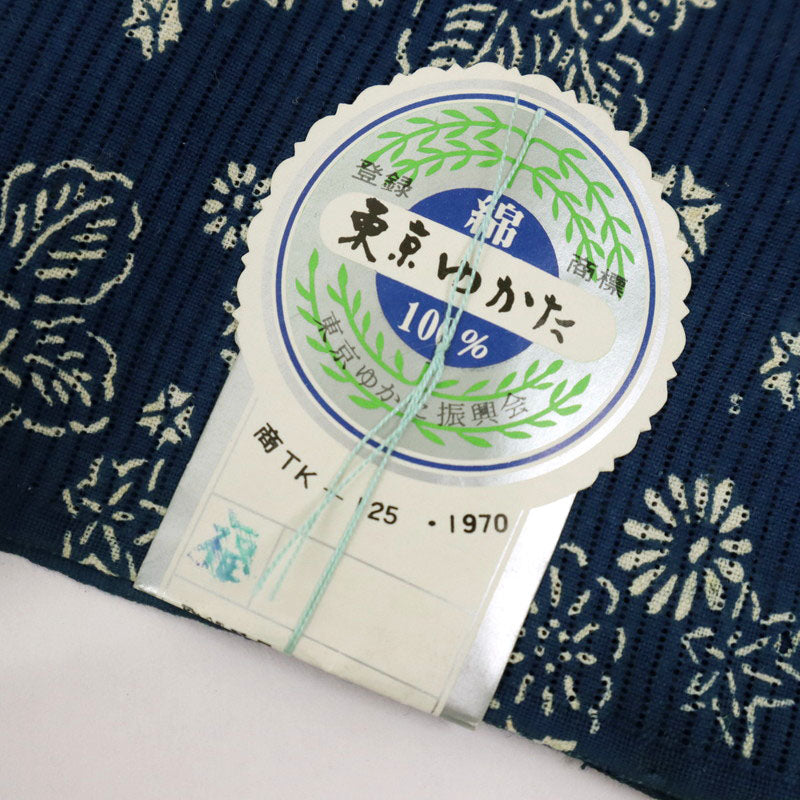 登録
綿
商標
東京ゆかた
100%
東京ゆかた振興会
商TK-125・1970